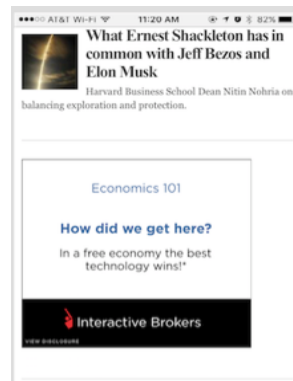 ●●●○○ AT&T Wi-Fi 11:20 AM 82%
What Ernest Shackleton has in
common with Jeff Bezos and
Elon Musk
Harvard Business School Dean Nitin Nohria on
balancing exploration and protection.
Economics 101
How did we get here?
In a free economy the best
technology wins!*
Interactive Brokers
VIEW DISCLOSURE